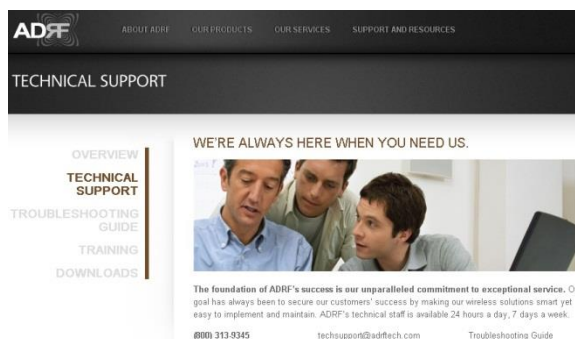 ADRF
ABOUT ADRF OUR PRODUCTS OUR SERVICES SUPPORT AND RESOURCES
TECHNICAL SUPPORT
OVERVIEW
TECHNICAL
SUPPORT
TROUBLESHOOTING
GUIDE
TRAINING
DOWNLOADS
WE'RE ALWAYS HERE WHEN YOU NEED US.
The foundation of ADRF's success is our unparalleled commitment to exceptional service.
goal has always been to secure our customers' success by making our wireless solutions smart yet
easy to implement and maintain. ADRF's technical staff is available 24 hours a day, 7 days a week.
(800) 313-9345 techsupport@adrftech.com Troubleshooting Guide